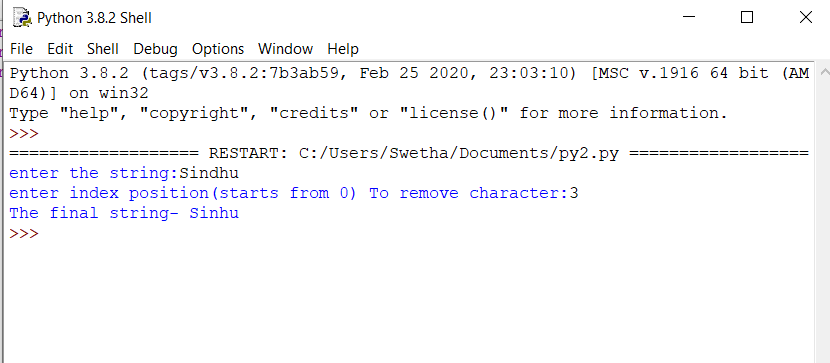 Python 3.8.2 Shell
File Edit Shell Debug Options Window Help
Python 3.8.2 (tags/v3.8.2:7b3ab59, Feb 25 2020, 23:03:10) [MSC v.1916 64 bit (AM
D64)] on win32
Type "help", "copyright", "credits" or "license()" for more information.
>>>
=================== RESTART: C:/Users/Swetha/Documents/py2.py ==================
enter the string:Sindhu
enter index position(starts from 0) To remove character:3
The final string- Sinhu
>>>